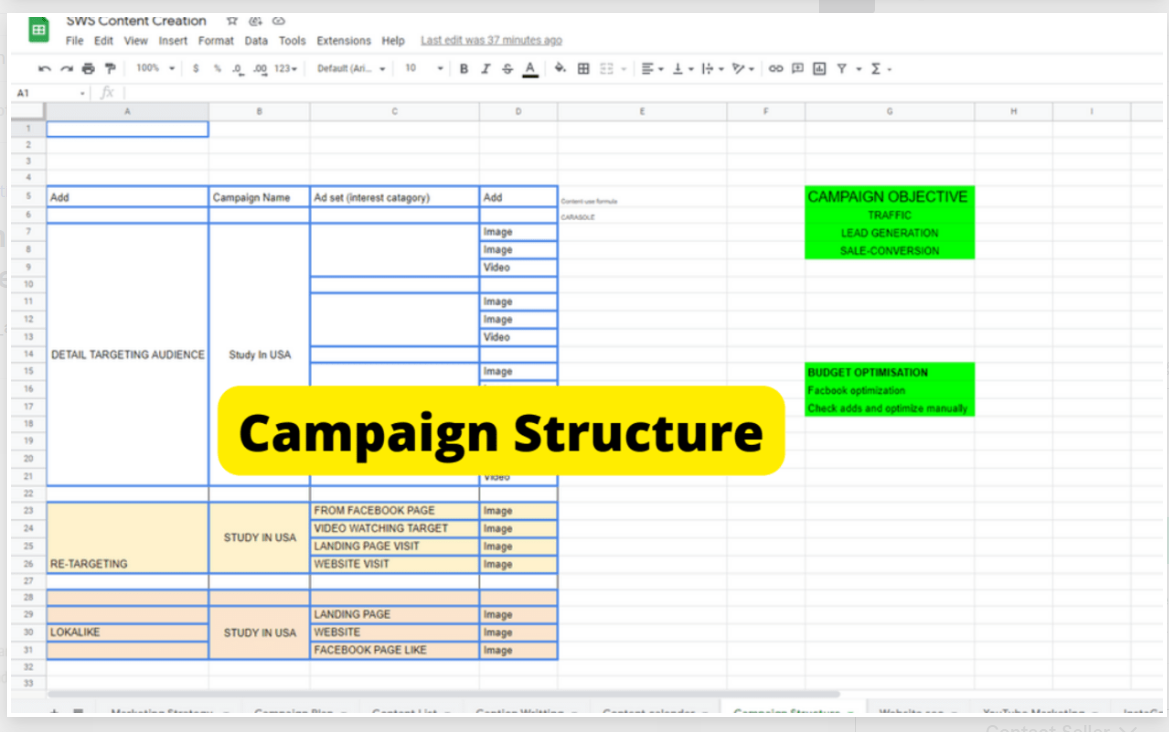 SWS Content Creation
File Edit View Insert Format Data Tools Extensions Help Last edit was 37 minutes ago
100% $ % .0 .00 123 Default (Ari... 10 B I S A
A1 fx
A B C D E F G H I
1
2
3
4
5 Add Campaign Name Ad set (interest catagory) Add Content use formula CAMPAIGN OBJECTIVE
6 CARASOLE TRAFFIC
7 Image LEAD GENERATION
8 Image SALE-CONVERSION
9 Video
10
11 Image
12 Image
13 Video
14 DETAIL TARGETING AUDIENCE Study In USA
15 Image BUDGET OPTIMISATION
16 Facbook optimization
17 Check adds and optimize manually
18
Campaign Structure
19
20
21 Video
22
23 FROM FACEBOOK PAGE Image
24 STUDY IN USA VIDEO WATCHING TARGET Image
25 LANDING PAGE VISIT Image
26 RE-TARGETING WEBSITE VISIT Image
27
28
29 LANDING PAGE Image
30 LOKALIKE STUDY IN USA WEBSITE Image
31 FACEBOOK PAGE LIKE Image
32
33
Marketing Strategy Campaign Plan Content List Caption Writting Content calender Campaign Structure Website seo YouTube Marketing
Contact Seller